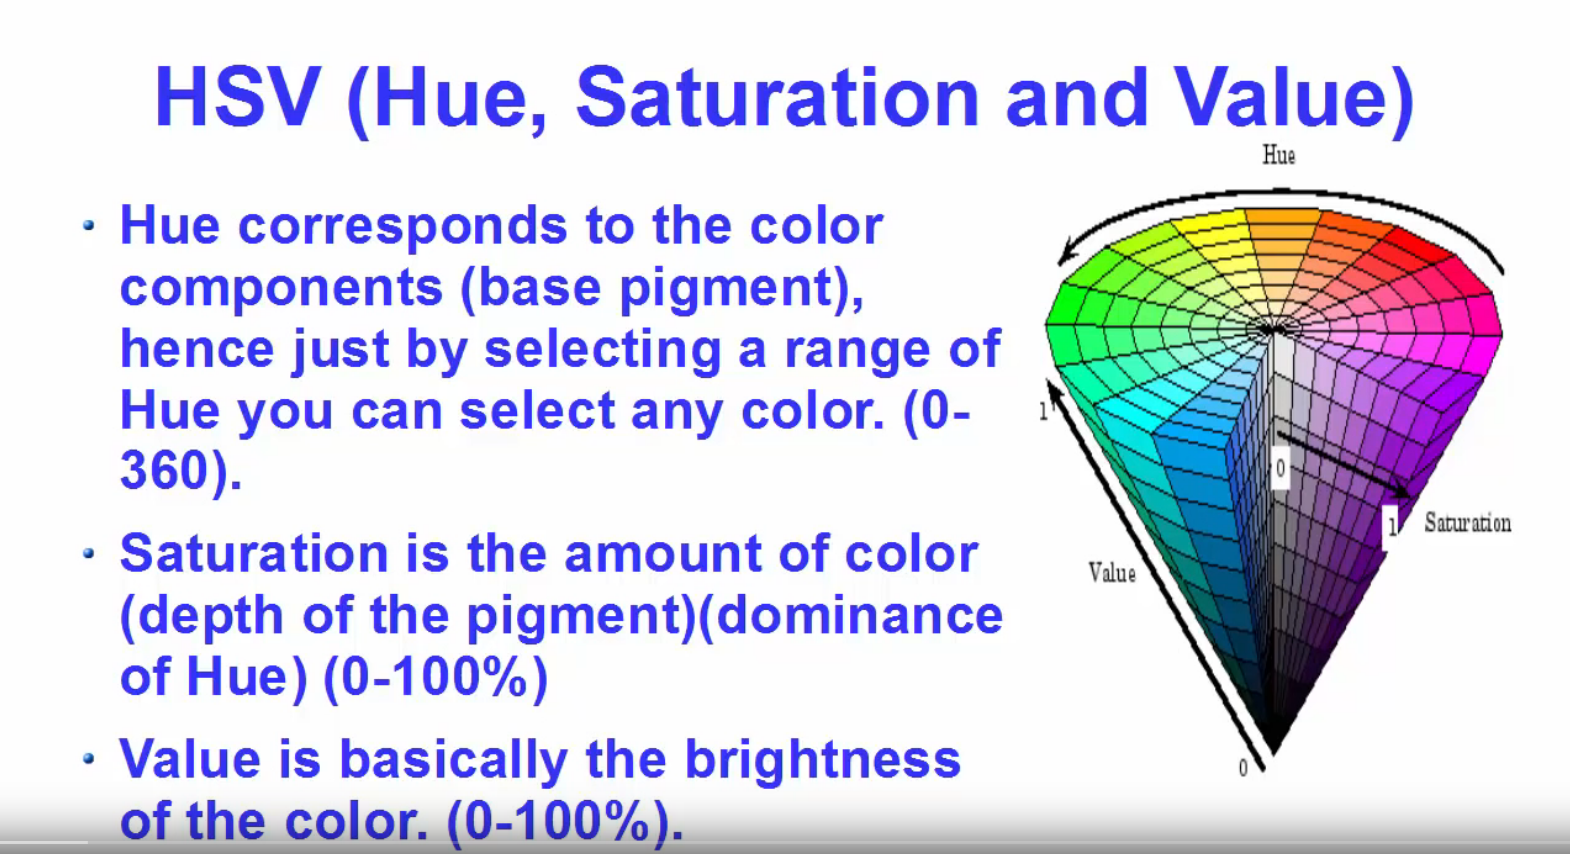 HSV (Hue, Saturation and Value)
Hue
• Hue corresponds to the color
components (base pigment),
hence just by selecting a range of
Hue you can select any color. (0-
360).
• Saturation is the amount of color
(depth of the pigment)(dominance
of Hue) (0-100%)
• Value is basically the brightness
of the color. (0-100%).
1
0
1
Saturation
Value
0